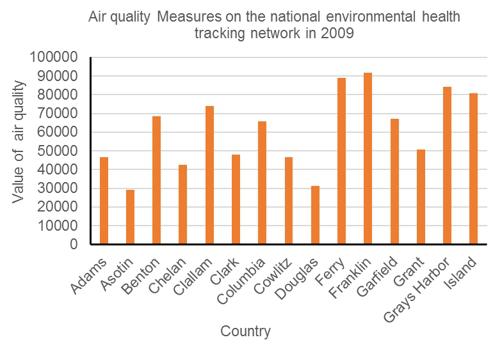 Air quality Measures on the national environmental health
tracking network in 2009
Value of air quality
100000
90000
80000
70000
60000
50000
40000
30000
20000
10000
0
Adams
Asotin
Benton
Chelan
Clallam
Clark
Columbia
Cowlitz
Douglas
Ferry
Franklin
Garfield
Grant
Grays Harbor
Island
Country